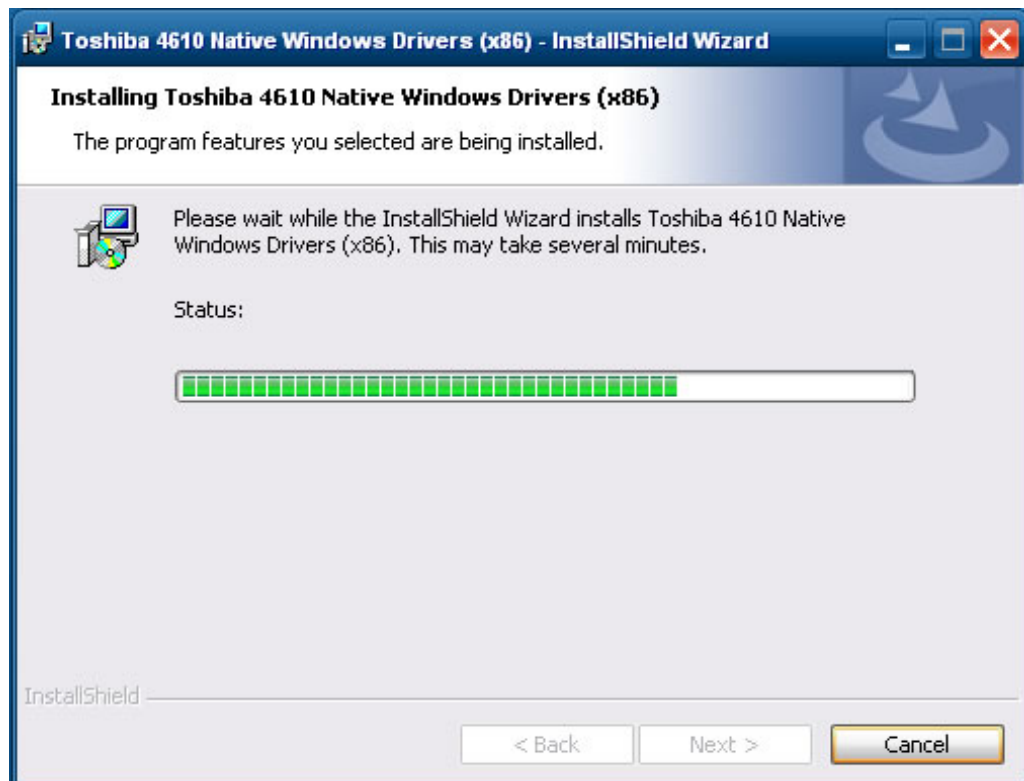 Toshiba 4610 Native Windows Drivers (x86) - InstallShield Wizard
Installing Toshiba 4610 Native Windows Drivers (x86)
The program features you selected are being installed.
Please wait while the InstallShield Wizard installs Toshiba 4610 Native
Windows Drivers (x86). This may take several minutes.
Status:
InstallShield
< Back
Next >
Cancel